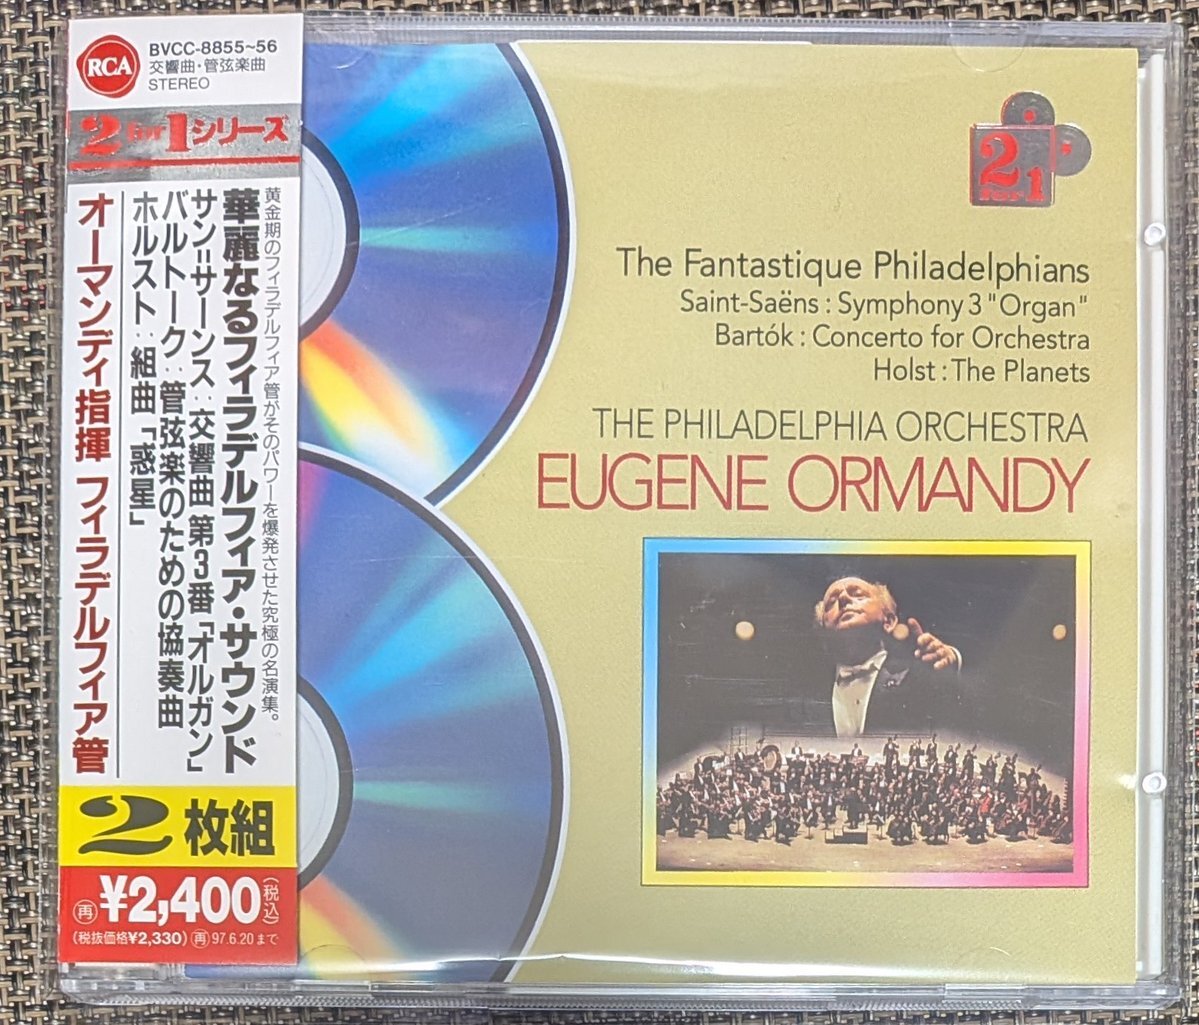 RCA
BVCC-8855~56
交響曲・管弦楽曲
STEREO
2 for 1シリーズ
黄金期のフィラデルフィア管がそのパワーを爆発させた究極の名演集。
華麗なるフィラデルフィア・サウンド
サン=サーンス:交響曲 第3番「オルガン」
バルトーク:管弦楽のための協奏曲
ホルスト:組曲「惑星」
オーマンディ指揮 フィラデルフィア管
2枚組
再 ¥2,400(税込)
(税抜価格¥2,330) 再 97.6.20まで
2 for 1
The Fantastique Philadelphians
Saint-Saëns : Symphony 3 "Organ"
Bartók : Concerto for Orchestra
Holst : The Planets
THE PHILADELPHIA ORCHESTRA
EUGENE ORMANDY